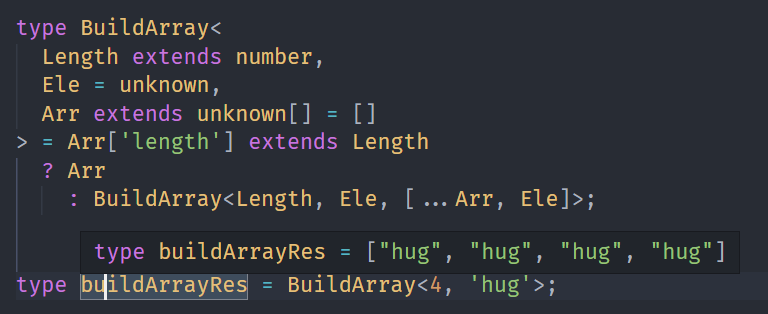 type BuildArray<
  Length extends number,
  Ele = unknown,
  Arr extends unknown[] = []
> = Arr['length'] extends Length
  ? Arr
    : BuildArray<Length, Ele, [...Arr, Ele]>;
type buildArrayRes = ["hug", "hug", "hug", "hug"]
type buildArrayRes = BuildArray<4, 'hug'>;